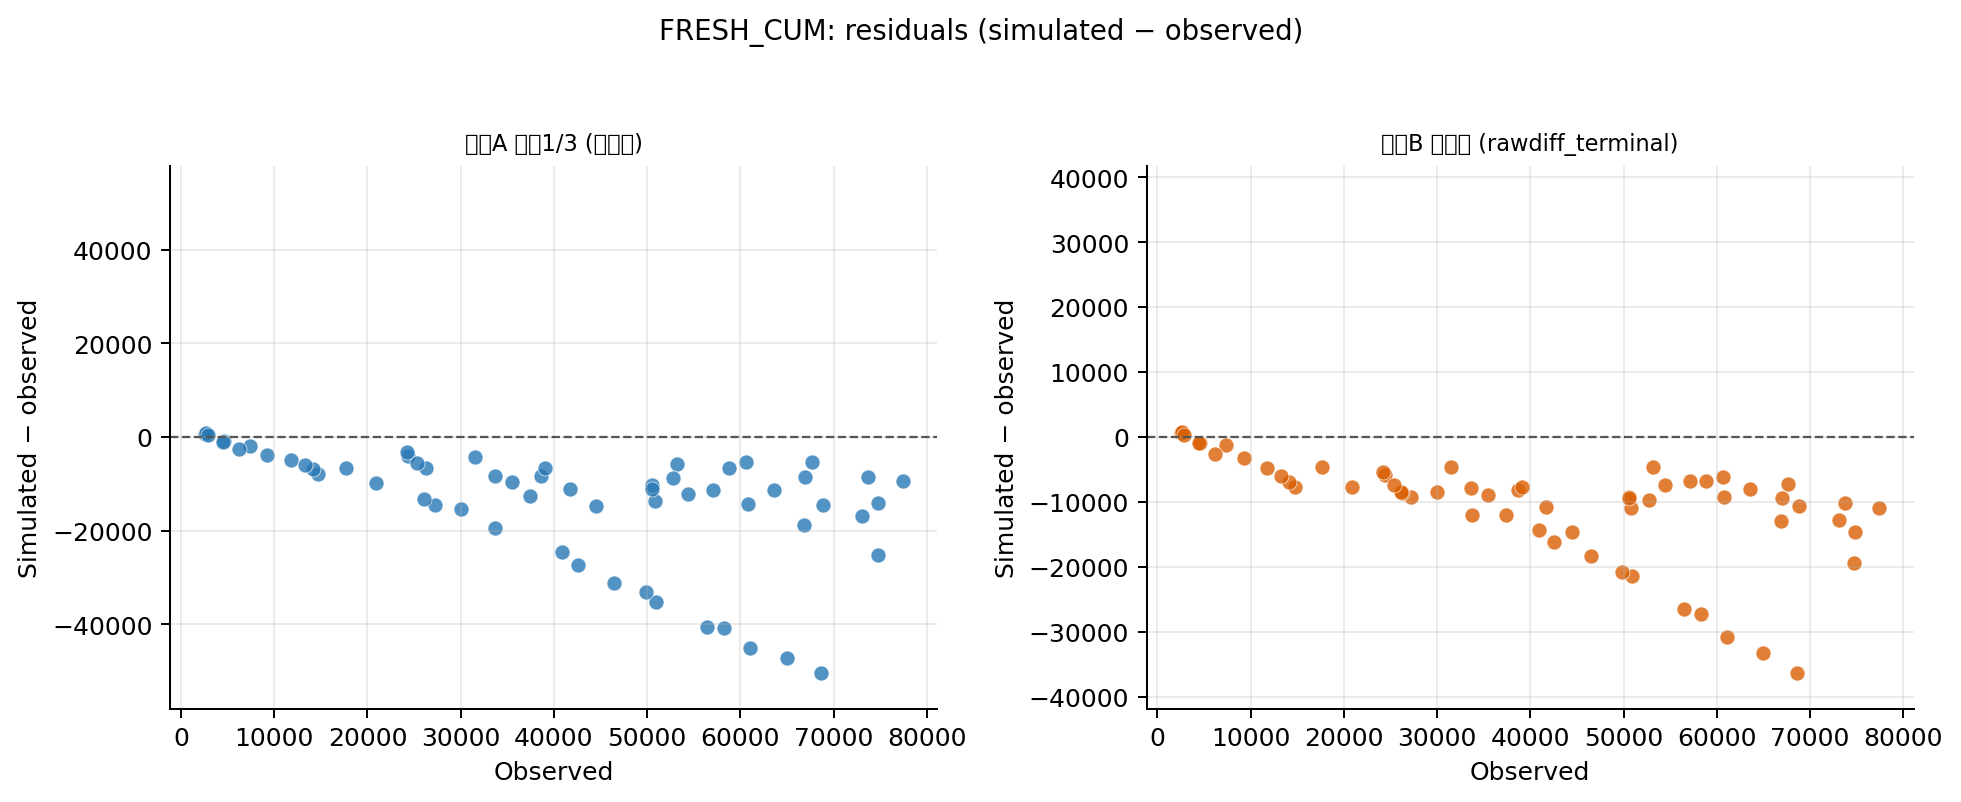 FRESH_CUM: residuals (simulated − observed)
A 1/3 ()
B (rawdiff_terminal)
40000
20000
0
−20000
−40000
Simulated − observed
0 10000 20000 30000 40000 50000 60000 70000 80000
Observed
40000
30000
20000
10000
0
−10000
−20000
−30000
−40000
Simulated − observed
0 10000 20000 30000 40000 50000 60000 70000 80000
Observed